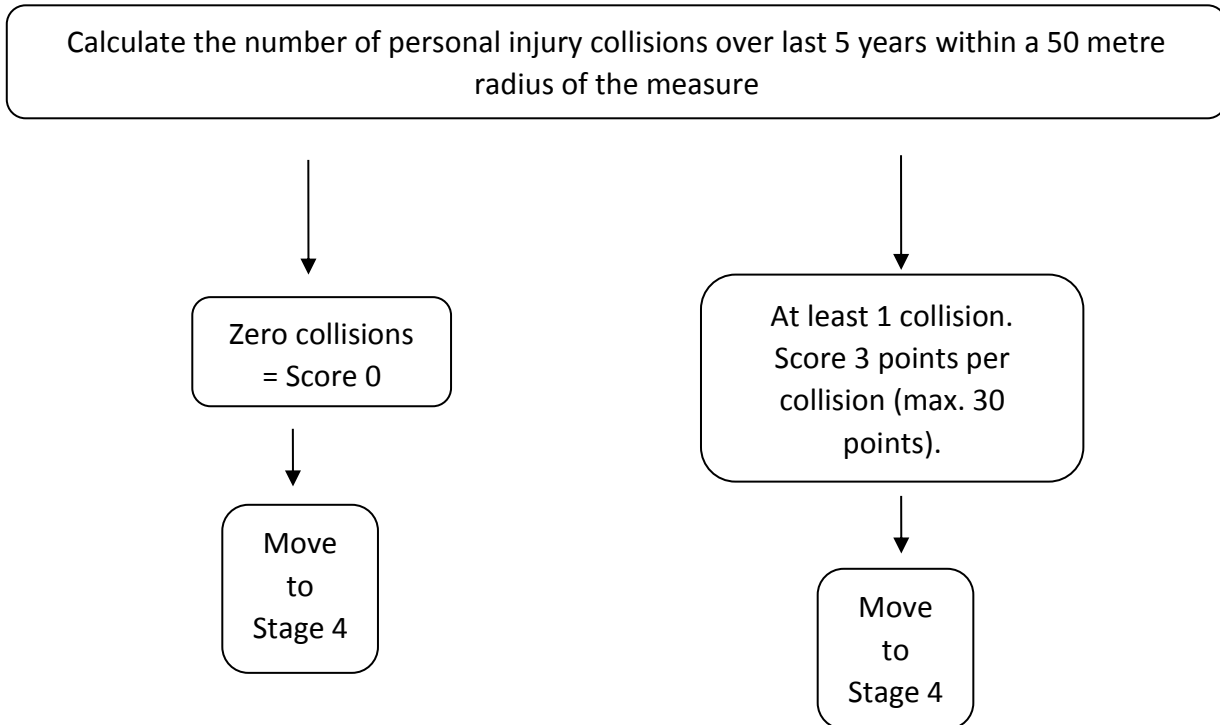 Calculate the number of personal injury collisions over last 5 years within a 50 metre
radius of the measure
Zero collisions
= Score 0
At least 1 collision.
Score 3 points per
collision (max. 30
points).
Move
to
Stage 4
Move
to
Stage 4